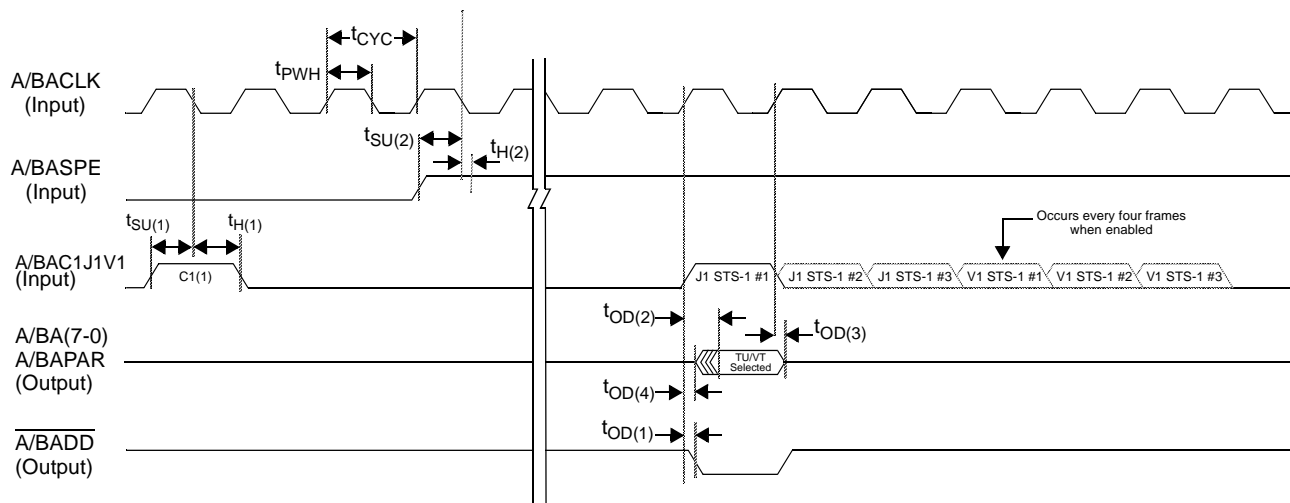 tCYC
tPWH
A/BACLK
(Input)
tSU(2)
tH(2)
A/BASPE
(Input)
tSU(1)
tH(1)
Occurs every four frames
when enabled
A/BAC1J1V1
(Input)
C1(1)
J1 STS-1 #1
J1 STS-1 #2
J1 STS-1 #3
V1 STS-1 #1
V1 STS-1 #2
V1 STS-1 #3
tOD(2)
tOD(3)
A/BA(7-0)
A/BAPAR
(Output)
TU/VT
Selected
tOD(4)
tOD(1)
A/BADD
(Output)